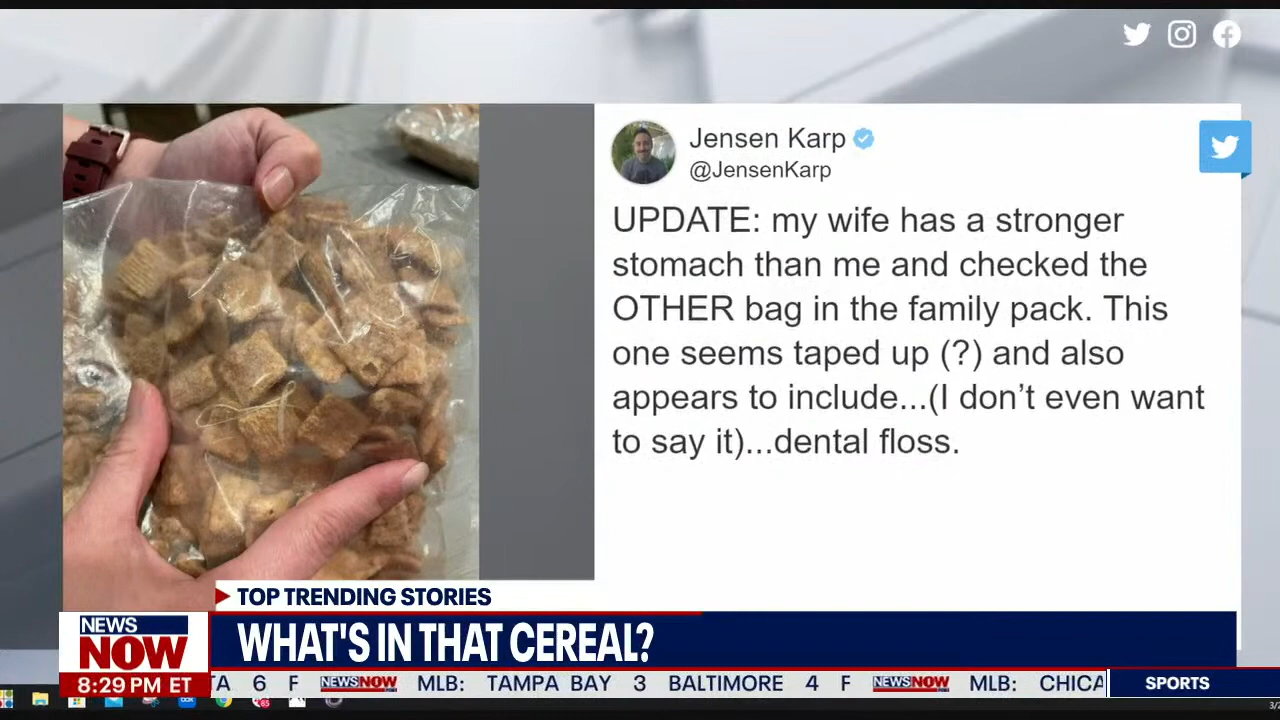 Jensen Karp
@JensenKarp
UPDATE: my wife has a stronger
stomach than me and checked the
OTHER bag in the family pack. This
one seems taped up (?) and also
appears to include...(I don’t even want
to say it)...dental floss.
TOP TRENDING STORIES
NEWS
NOW
WHAT'S IN THAT CEREAL?
8:29 PM ET
TA 6 F NEWSNOW MLB: TAMPA BAY 3 BALTIMORE 4 F NEWSNOW MLB: CHICA
SPORTS